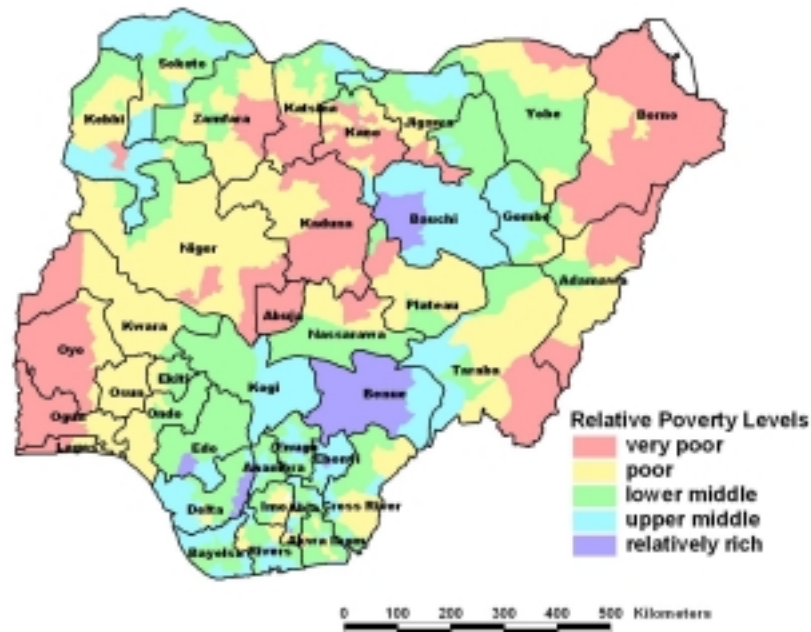 Sokoto
Kebbi
Zamfara
Katsina
Kano
Jigawa
Yobe
Borno
Kaduna
Bauchi
Gombe
Niger
Adamawa
Abuja
Plateau
Nassarawa
Kwara
Oyo
Osun
Ekiti
Kogi
Benue
Taraba
Ogun
Ondo
Lagos
Edo
Enugu
Anambra
Ebonyi
Delta
Imo
Abia
Cross River
Bayelsa
Rivers
Akwa Ibom
Relative Poverty Levels
very poor
poor
lower middle
upper middle
relatively rich
0 100 200 300 400 500 Kilometers